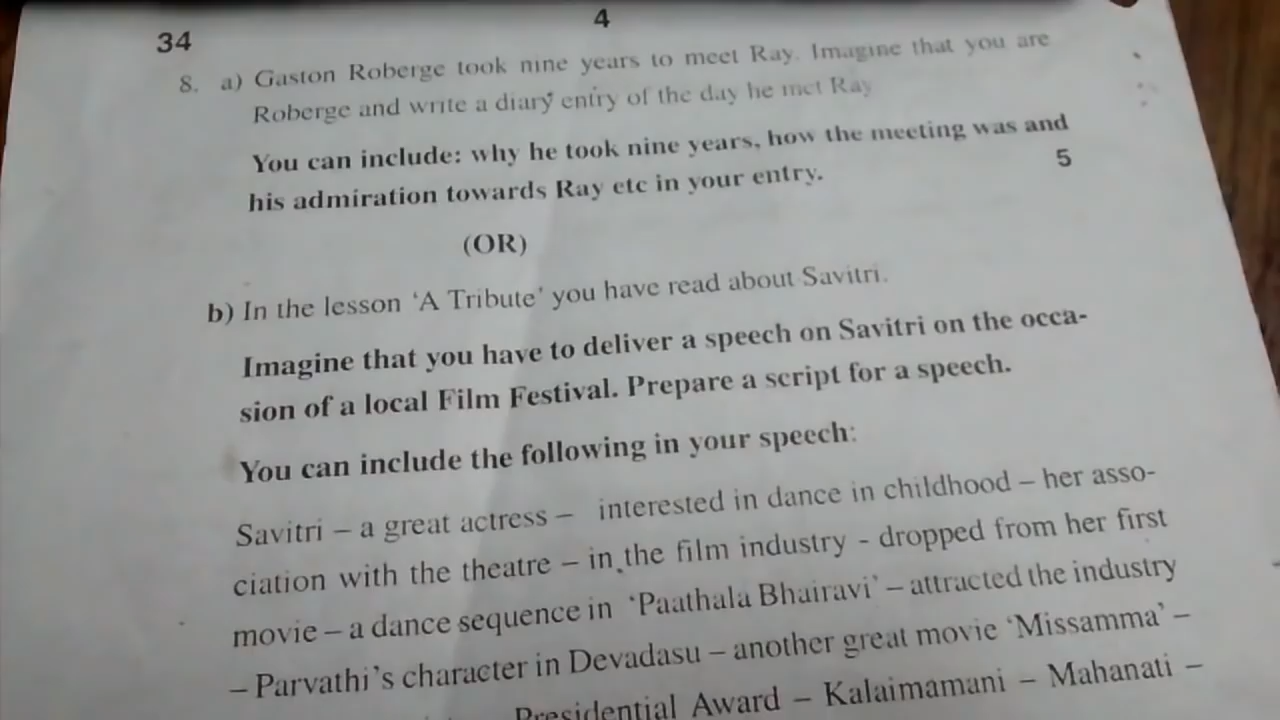 34
4
8. a) Gaston Roberge took nine years to meet Ray. Imagine that you are
Roberge and write a diary entry of the day he met Ray
You can include: why he took nine years, how the meeting was and
his admiration towards Ray etc in your entry.
5
(OR)
b) In the lesson ‘A Tribute’ you have read about Savitri.
Imagine that you have to deliver a speech on Savitri on the occa-
sion of a local Film Festival. Prepare a script for a speech.
You can include the following in your speech:
Savitri – a great actress – interested in dance in childhood – her asso-
ciation with the theatre – in the film industry - dropped from her first
movie – a dance sequence in ‘Paathala Bhairavi’ – attracted the industry
– Parvathi’s character in Devadasu – another great movie ‘Missamma’ –
Presidential Award – Kalaimamani – Mahanati –